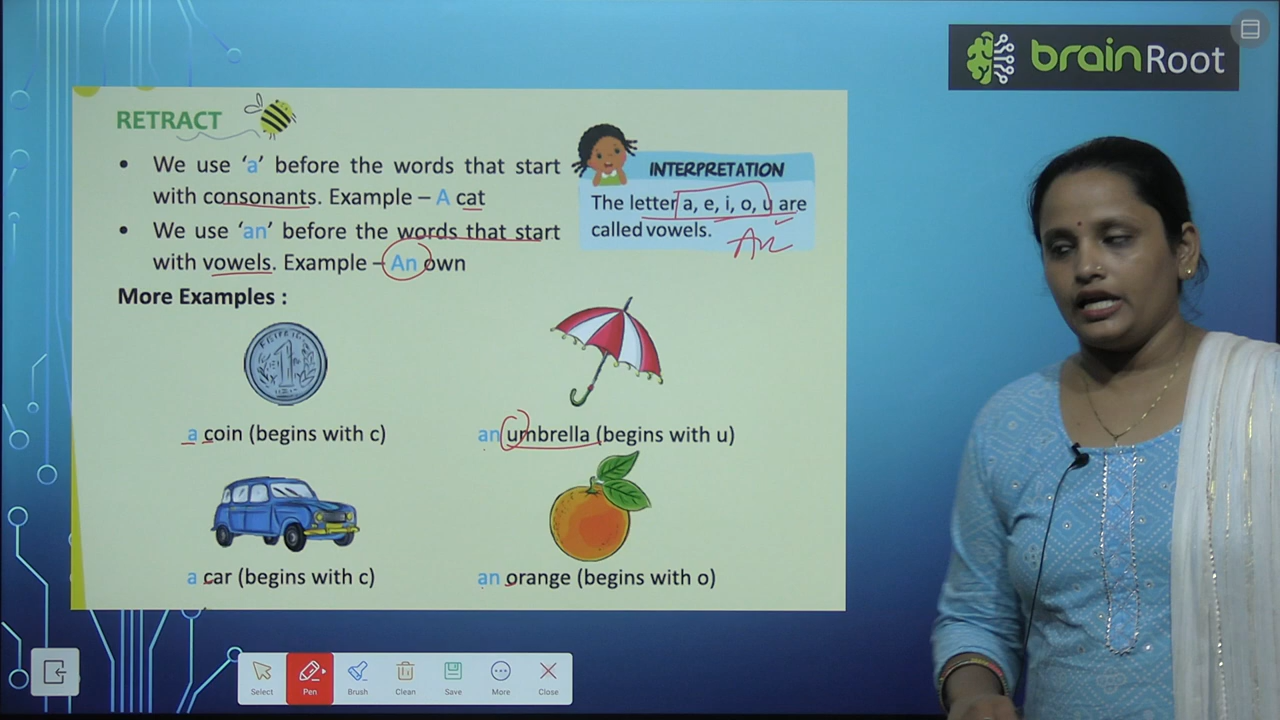 brainRoot
RETRACT
• We use ‘a’ before the words that start
with consonants. Example – A cat
• We use ‘an’ before the words that start
with vowels. Example – An own
INTERPRETATION
The letter a, e, i, o, u are
called vowels.
An
More Examples :
1
a coin (begins with c)
an umbrella (begins with u)
a car (begins with c)
an orange (begins with o)
Select
Pen
Brush
Clean
Save
More
Close